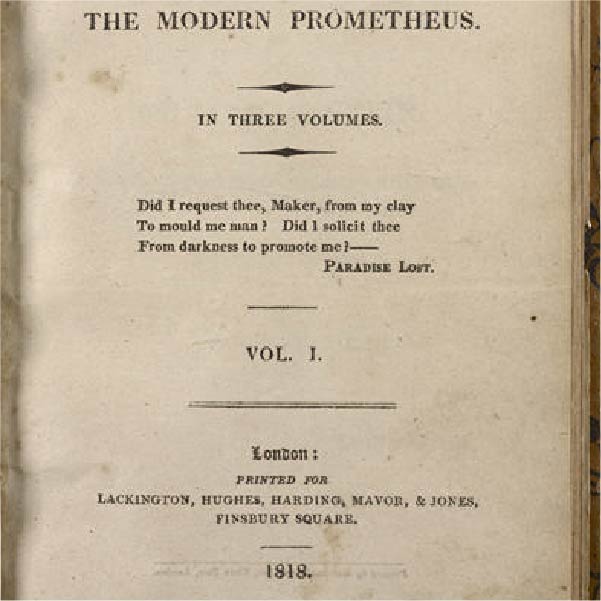 THE MODERN PROMETHEUS.
IN THREE VOLUMES.
Did I request thee, Maker, from my clay
To mould me man? Did I solicit thee
From darkness to promote me?——
PARADISE LOST.
VOL. I.
London:
PRINTED FOR
LACKINGTON, HUGHES, HARDING, MAVOR, & JONES,
FINSBURY SQUARE.
1818.